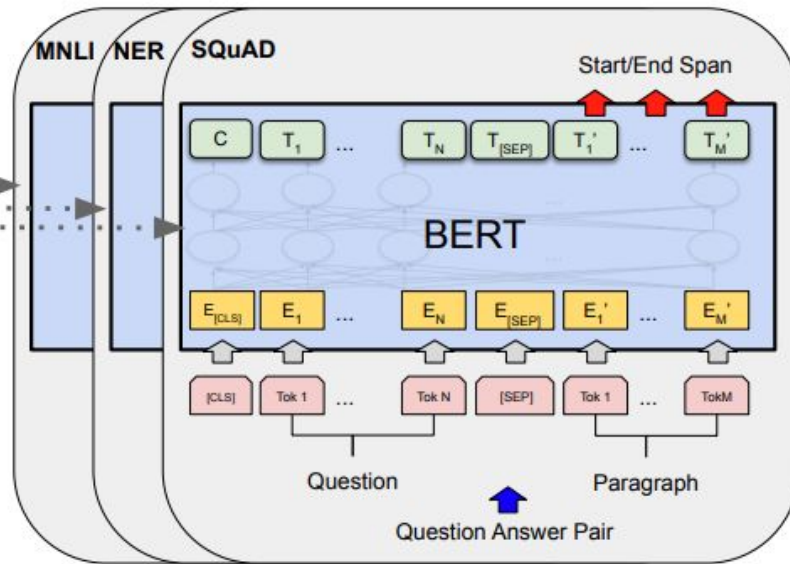 MNLI NER SQuAD
Start/End Span
C T1 ... TN T[SEP] T1' ... TM'
BERT
E[CLS] E1 ... EN E[SEP] E1' ... EM'
[CLS] Tok 1 ... Tok N [SEP] Tok 1 ... TokM
Question Paragraph
Question Answer Pair